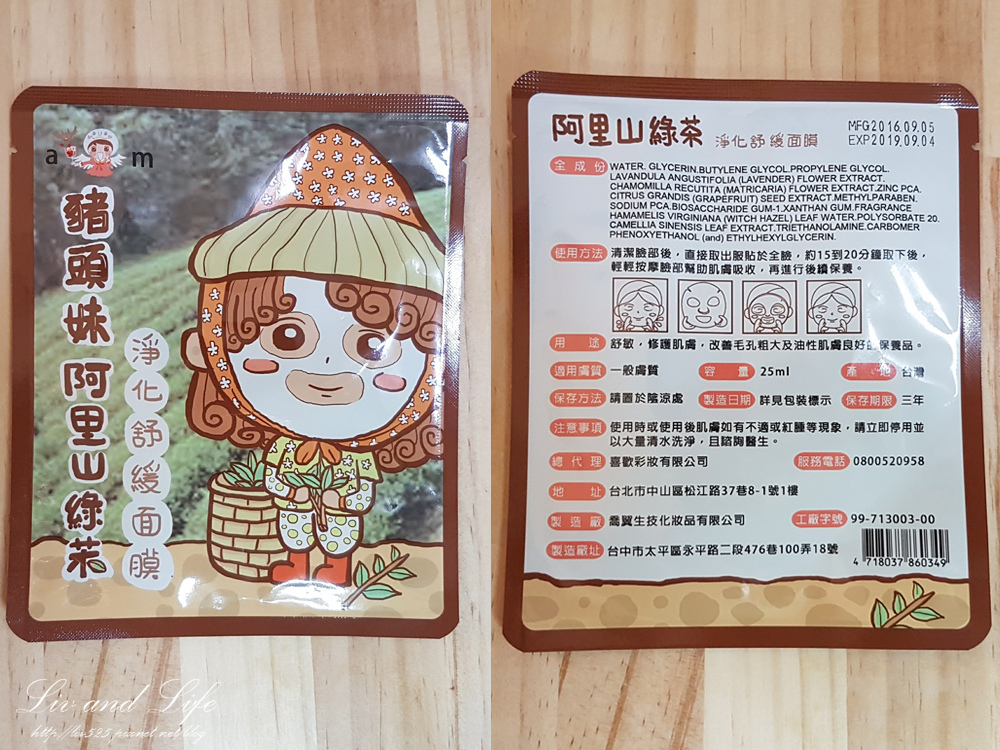 a m
豬頭妹 阿里山綠茶
淨化舒緩面膜
Liv and Life
阿里山綠茶 淨化舒緩面膜
MFG 2016.09.05
EXP 2019.09.04
全成份 WATER. GLYCERIN.BUTYLENE GLYCOL.PROPYLENE GLYCOL.
LAVANDULA ANGUSTIFOLIA (LAVENDER) FLOWER EXTRACT.
CHAMOMILLA RECUTITA (MATRICARIA) FLOWER EXTRACT.ZINC PCA.
CITRUS GRANDIS (GRAPEFRUIT) SEED EXTRACT.METHYLPARABEN.
SODIUM PCA.BIOSACCHARIDE GUM-1.XANTHAN GUM.FRAGRANCE
HAMAMELIS VIRGINIANA (WITCH HAZEL) LEAF WATER.POLYSORBATE 20.
CAMELLIA SINENSIS LEAF EXTRACT.TRIETHANOLAMINE.CARBOMER
PHENOXYETHANOL (and) ETHYLHEXYLGLYCERIN.
使用方法 清潔臉部後，直接取出服貼於全臉，約15到20分鐘取下後，
輕輕按摩臉部幫助肌膚吸收，再進行後續保養。
用途 舒敏，修護肌膚，改善毛孔粗大及油性肌膚良好的保養品。
適用膚質 一般膚質 容量 25ml 產地 台灣
保存方法 請置於陰涼處 製造日期 詳見包裝標示 保存期限 三年
注意事項 使用時或使用後肌膚如有不適或紅腫等現象，請立即停用並
以大量清水洗淨，且諮詢醫生。
總代理 喜歡彩妝有限公司 服務電話 0800520958
地址 台北市中山區松江路37巷8-1號1樓
製造廠 喬翼生技化妝品有限公司 工廠字號 99-713003-00
製造廠址 台中市太平區永平路二段476巷100弄18號
4 718037 860349